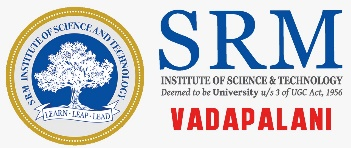 SRM INSTITUTE OF SCIENCE AND TECHNOLOGY
LEARN - LEAP - LEAD
SRM
INSTITUTE OF SCIENCE & TECHNOLOGY
Deemed to be University u/s 3 of UGC Act, 1956
VADAPALANI